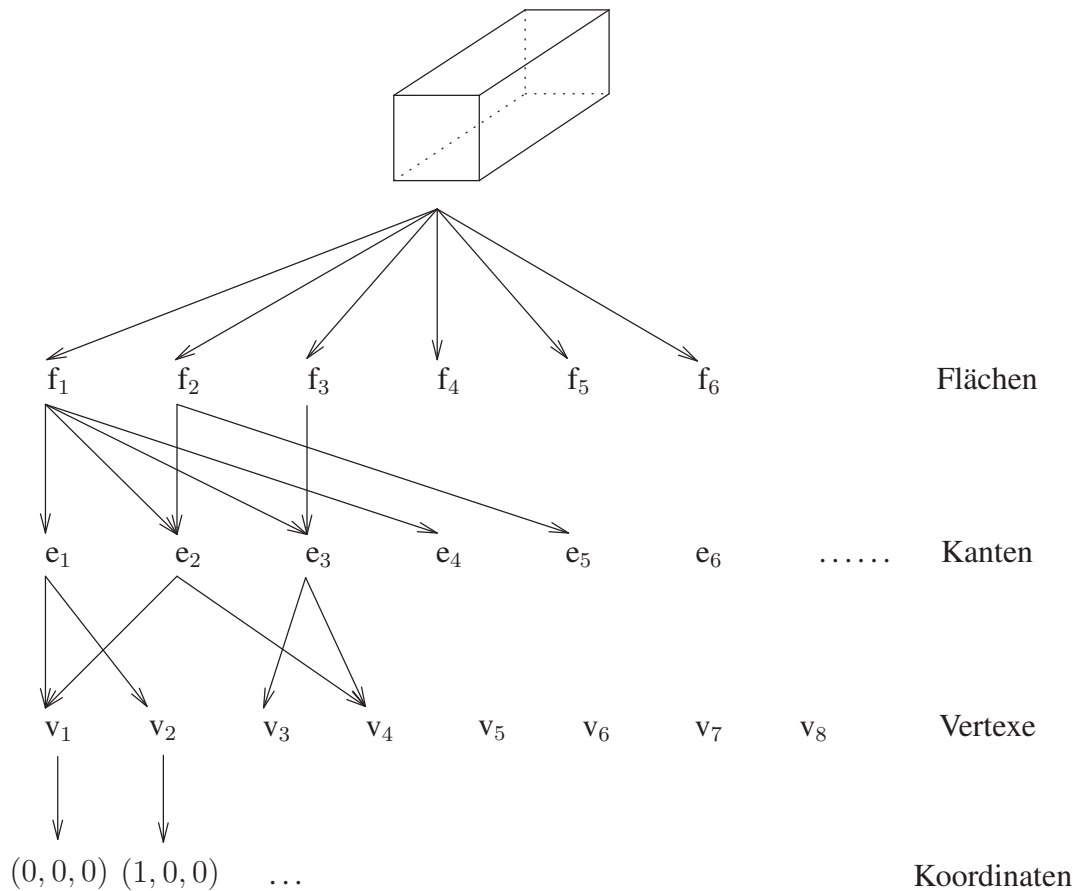 f₁ f₂ f₃ f₄ f₅ f₆ Flächen
e₁ e₂ e₃ e₄ e₅ e₆ ...... Kanten
v₁ v₂ v₃ v₄ v₅ v₆ v₇ v₈ Vertexe
(0, 0, 0) (1, 0, 0) ... Koordinaten